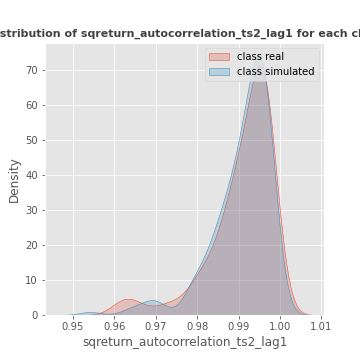 stribution of sqreturn_autocorrelation_ts2_lag1 for each cl
class real
class simulated
70
60
50
40
30
20
10
0
Density
0.95 0.96 0.97 0.98 0.99 1.00 1.01
sqreturn_autocorrelation_ts2_lag1